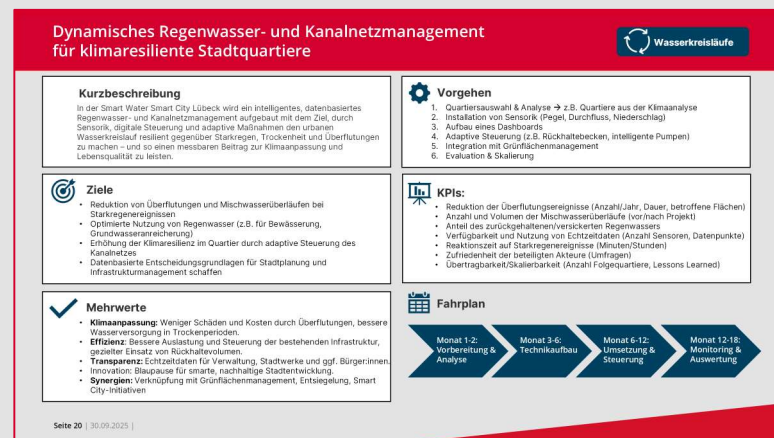 Dynamisches Regenwasser- und Kanalnetzmanagement
für klimaresiliente Stadtquartiere
Wasserkreisläufe
Kurzbeschreibung
In der Smart Water Smart City Lübeck wird ein intelligentes, datenbasiertes
Regenwasser- und Kanalnetzmanagement aufgebaut mit dem Ziel, durch
Sensorik, digitale Steuerung und adaptive Maßnahmen den urbanen
Wasserkreislauf resilient gegenüber Starkregen, Trockenheit und Überflutungen
zu machen – und so einen messbaren Beitrag zur Klimaanpassung und
Lebensqualität zu leisten.
Vorgehen
1. Quartiersauswahl & Analyse → z.B. Quartiere aus der Klimaanalyse
2. Installation von Sensorik (Pegel, Durchfluss, Niederschlag)
3. Aufbau eines Dashboards
4. Adaptive Steuerung (z.B. Rückhaltebecken, intelligente Pumpen)
5. Integration mit Grünflächenmanagement
6. Evaluation & Skalierung
Ziele
• Reduktion von Überflutungen und Mischwasserüberläufen bei
Starkregenereignissen
• Optimierte Nutzung von Regenwasser (z.B. für Bewässerung,
Grundwasseranreicherung)
• Erhöhung der Klimaresilienz im Quartier durch adaptive Steuerung des
Kanalnetzes
• Datenbasierte Entscheidungsgrundlagen für Stadtplanung und
Infrastrukturmanagement schaffen
KPIs:
• Reduktion der Überflutungsereignisse (Anzahl/Jahr, Dauer, betroffene Flächen)
• Anzahl und Volumen der Mischwasserüberläufe (vor/nach Projekt)
• Anteil des zurückgehaltenen/versickerten Regenwassers
• Verfügbarkeit und Nutzung von Echtzeitdaten (Anzahl Sensoren, Datenpunkte)
• Reaktionszeit auf Starkregenereignisse (Minuten/Stunden)
• Zufriedenheit der beteiligten Akteure (Umfragen)
• Übertragbarkeit/Skalierbarkeit (Anzahl Folgequartiere, Lessons Learned)
Mehrwerte
• Klimaanpassung: Weniger Schäden und Kosten durch Überflutungen, bessere
Wasserversorgung in Trockenperioden.
• Effizienz: Bessere Auslastung und Steuerung der bestehenden Infrastruktur,
gezielter Einsatz von Rückhaltevolumen.
• Transparenz: Echtzeitdaten für Verwaltung, Stadtwerke und ggf. Bürger:innen.
• Innovation: Blaupause für smarte, nachhaltige Stadtentwicklung.
• Synergien: Verknüpfung mit Grünflächenmanagement, Entsiegelung, Smart
City-Initiativen
Fahrplan
Monat 1-2:
Vorbereitung &
Analyse
Monat 3-6:
Technikaufbau
Monat 6-12:
Umsetzung &
Steuerung
Monat 12-18:
Monitoring &
Auswertung
Seite 20 | 30.09.2025 |